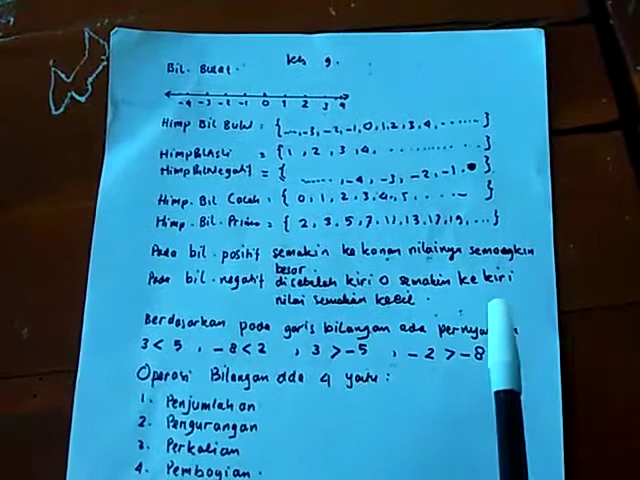 Bil. Bulat.
kls 9.
-4 -3 -2 -1 0 1 2 3 4
Himp Bil Bulat = {..., -3, -2, -1, 0, 1, 2, 3, 4, ......}
Himp Bil Asli = {1, 2, 3, 4, ............}
Himp Bil Negatif = { ......, -4, -3, -2, -1. }
Himp. Bil Cacah = {0, 1, 2, 3, 4, 5, ......}
Himp. Bil. Prima = {2, 3, 5, 7, 11, 13, 17, 19, ...}
Pada bil. positif semakin ke kanan nilainya semangkin
besar.
Pada bil. negatif disebelah kiri 0 semakin ke kiri
nilai semakin kecil.
Berdasarkan pada garis bilangan ada
3 < 5 , -8 < 2 , 3 > -5 , -2 > -8
Operasi Bilangan ada 4 yaitu :
1. Penjumlahan
2. Pengurangan
3. Perkalian
4. Pembagian.